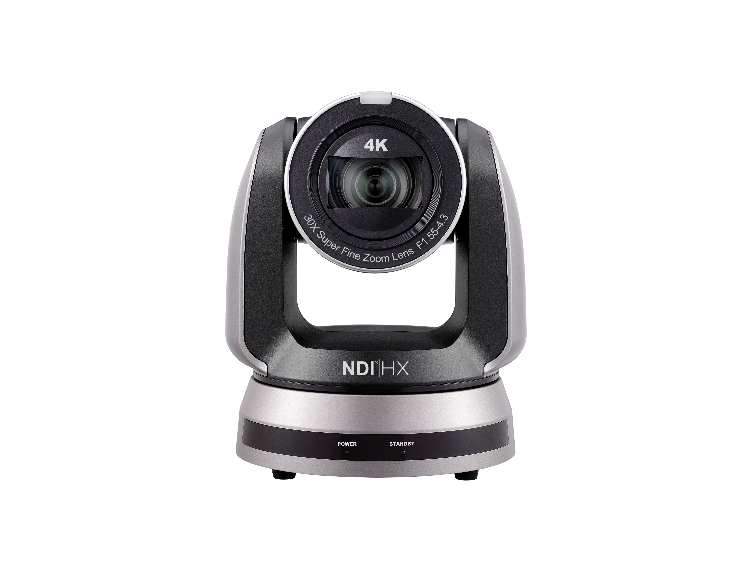 4K
30X Super Fine Zoom Lens F1.55-4.3
NDI|HX
POWER
STANDBY